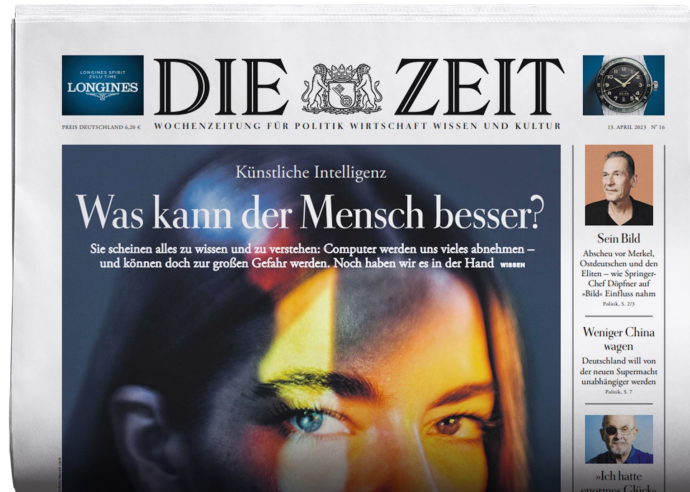 LONGINES SPIRIT
ZULU TIME
LONGINES
DIE ZEIT
PREIS DEUTSCHLAND 6,20 €
WOCHENZEITUNG FÜR POLITIK WIRTSCHAFT WISSEN UND KULTUR
13. APRIL 2023 N° 16
Künstliche Intelligenz
Was kann der Mensch besser?
Sie scheinen alles zu wissen und zu verstehen: Computer werden uns vieles abnehmen –
und können doch zur großen Gefahr werden. Noch haben wir es in der Hand WISSEN
Sein Bild
Abscheu vor Merkel,
Ostdeutschen und den
Eliten – wie Springer-
Chef Döpfner auf
»Bild« Einfluss nahm
Politik, S. 2/3
Weniger China
wagen
Deutschland will von
der neuen Supermacht
unabhängiger werden
Politik, S. 7
»Ich hatte
enormes Glück«